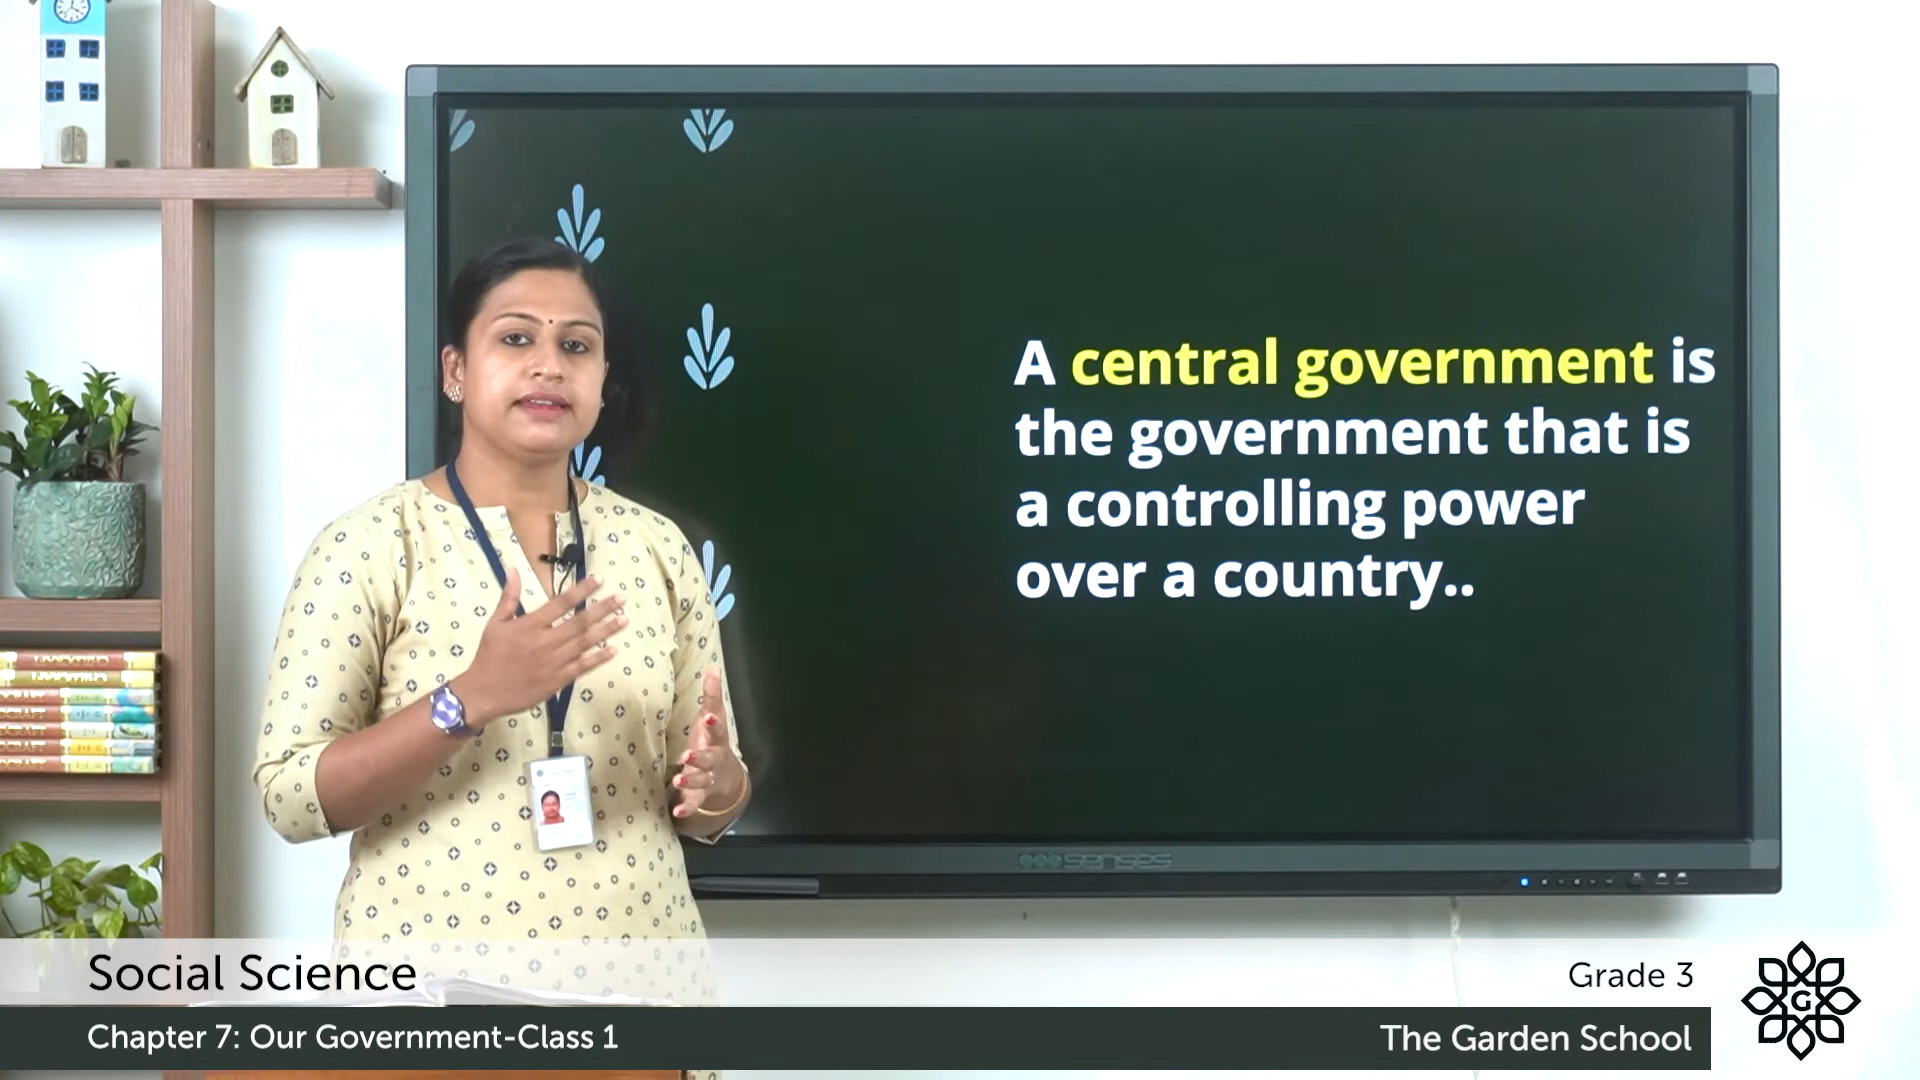 A central government is
the government that is
a controlling power
over a country..
senses
Social Science
Grade 3
Chapter 7: Our Government-Class 1
The Garden School
G